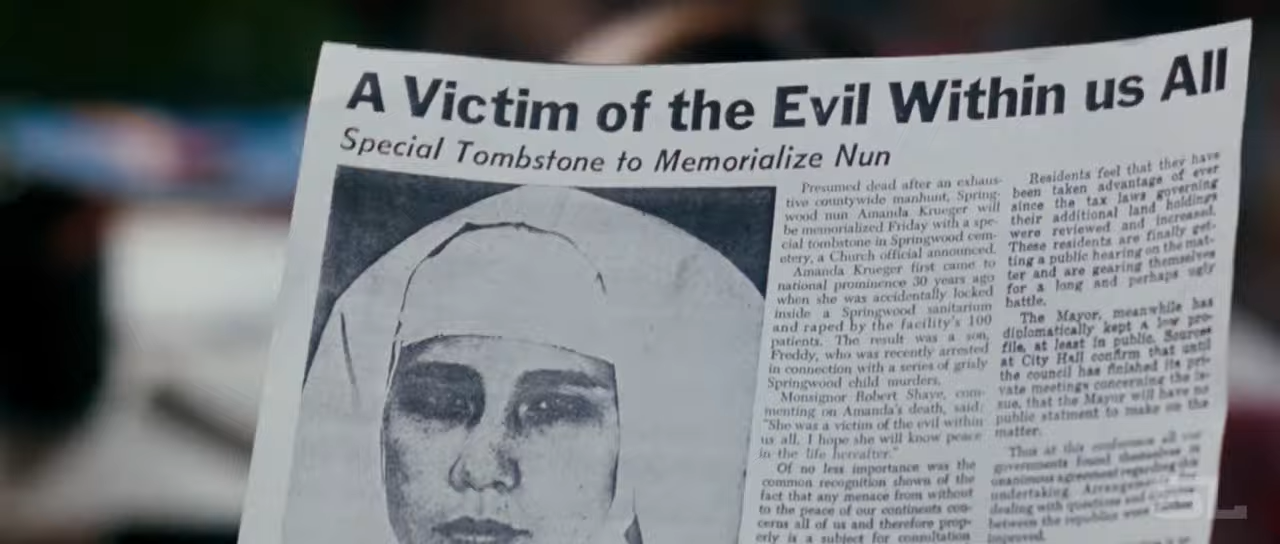 A Victim of the Evil Within us All
Special Tombstone to Memorialize Nun
Presumed dead after an exhaus-
tive countywide manhunt, Spring-
wood nun Amanda Krueger will
be memorialized Friday with a spe-
cial tombstone in Springwood cem-
etery, a Church official announced.
Amanda Krueger first came to
national prominence 30 years ago
when she was accidentally locked
inside a Springwood sanitarium
and raped by the facility's 100
patients. The result was a son,
Freddy, who was recently arrested
in connection with a series of grisly
Springwood child murders.
Monsignor Robert Shaye, com-
menting on Amanda's death, said:
"She was a victim of the evil within
us all. I hope she will know peace
in the life hereafter."
Of no less importance was the
common recognition shown of the
fact that any menace from without
to the peace of our continents con-
cerns all of us and therefore prop-
erly is a subject for consultation
Residents feel that they have
been taken advantage of ever
since the tax laws governing
their additional land holdings
were reviewed and increased.
These residents are finally get-
ting a public hearing on the mat-
ter and are gearing themselves
for a long and perhaps ugly
battle.
The Mayor, meanwhile has
diplomatically kept a low pro-
file, at least in public. Sources
at City Hall confirm that until
the council has finished its pri-
vate meetings concerning the is-
sue, that the Mayor will have no
public statment to make on the
matter.
Thus at this conference all our
governments found themselves in
unanimous agreement regarding this
undertaking. Arrangements
dealing with questions and
between the republics were further
improved.